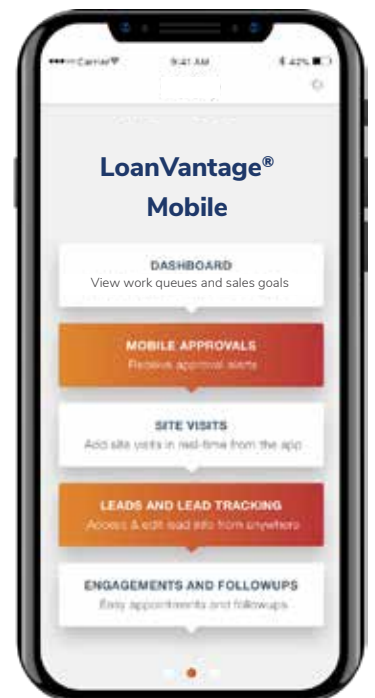 Carrier
9:41 AM
42%
LoanVantage®
Mobile
DASHBOARD
View work queues and sales goals
MOBILE APPROVALS
Receive approval alerts
SITE VISITS
Add site visits in real-time from the app
LEADS AND LEAD TRACKING
Access & edit lead info from anywhere
ENGAGEMENTS AND FOLLOWUPS
Easy appointments and followups